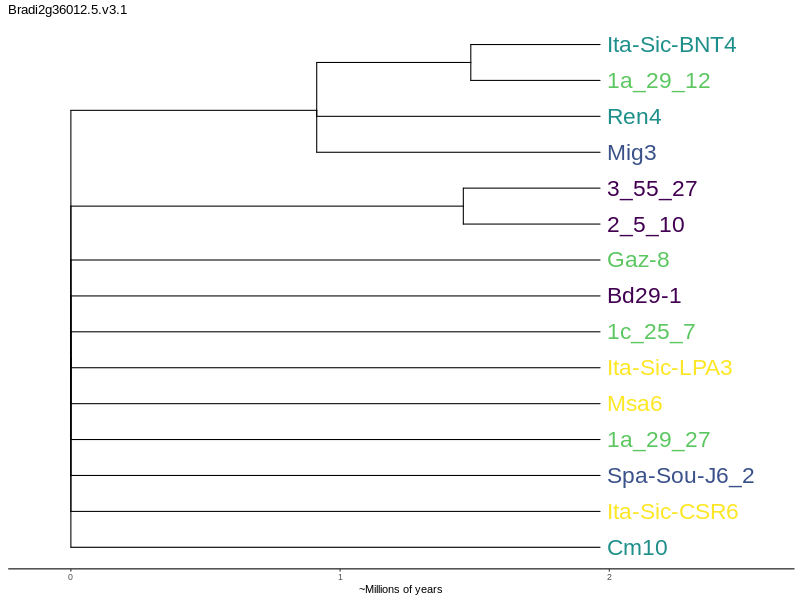 Bradi2g36012.5.v3.1
Ita-Sic-BNT4
1a_29_12
Ren4
Mig3
3_55_27
2_5_10
Gaz-8
Bd29-1
1c_25_7
Ita-Sic-LPA3
Msa6
1a_29_27
Spa-Sou-J6_2
Ita-Sic-CSR6
Cm10
0 1 2
~Millions of years